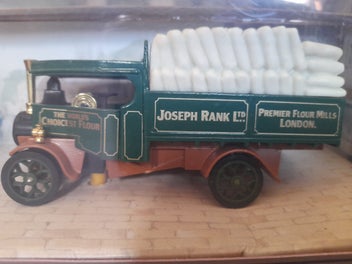 THE WORLD'S
CHOICEST FLOUR
JOSEPH RANK LTD.
PREMIER FLOUR MILLS
LONDON.